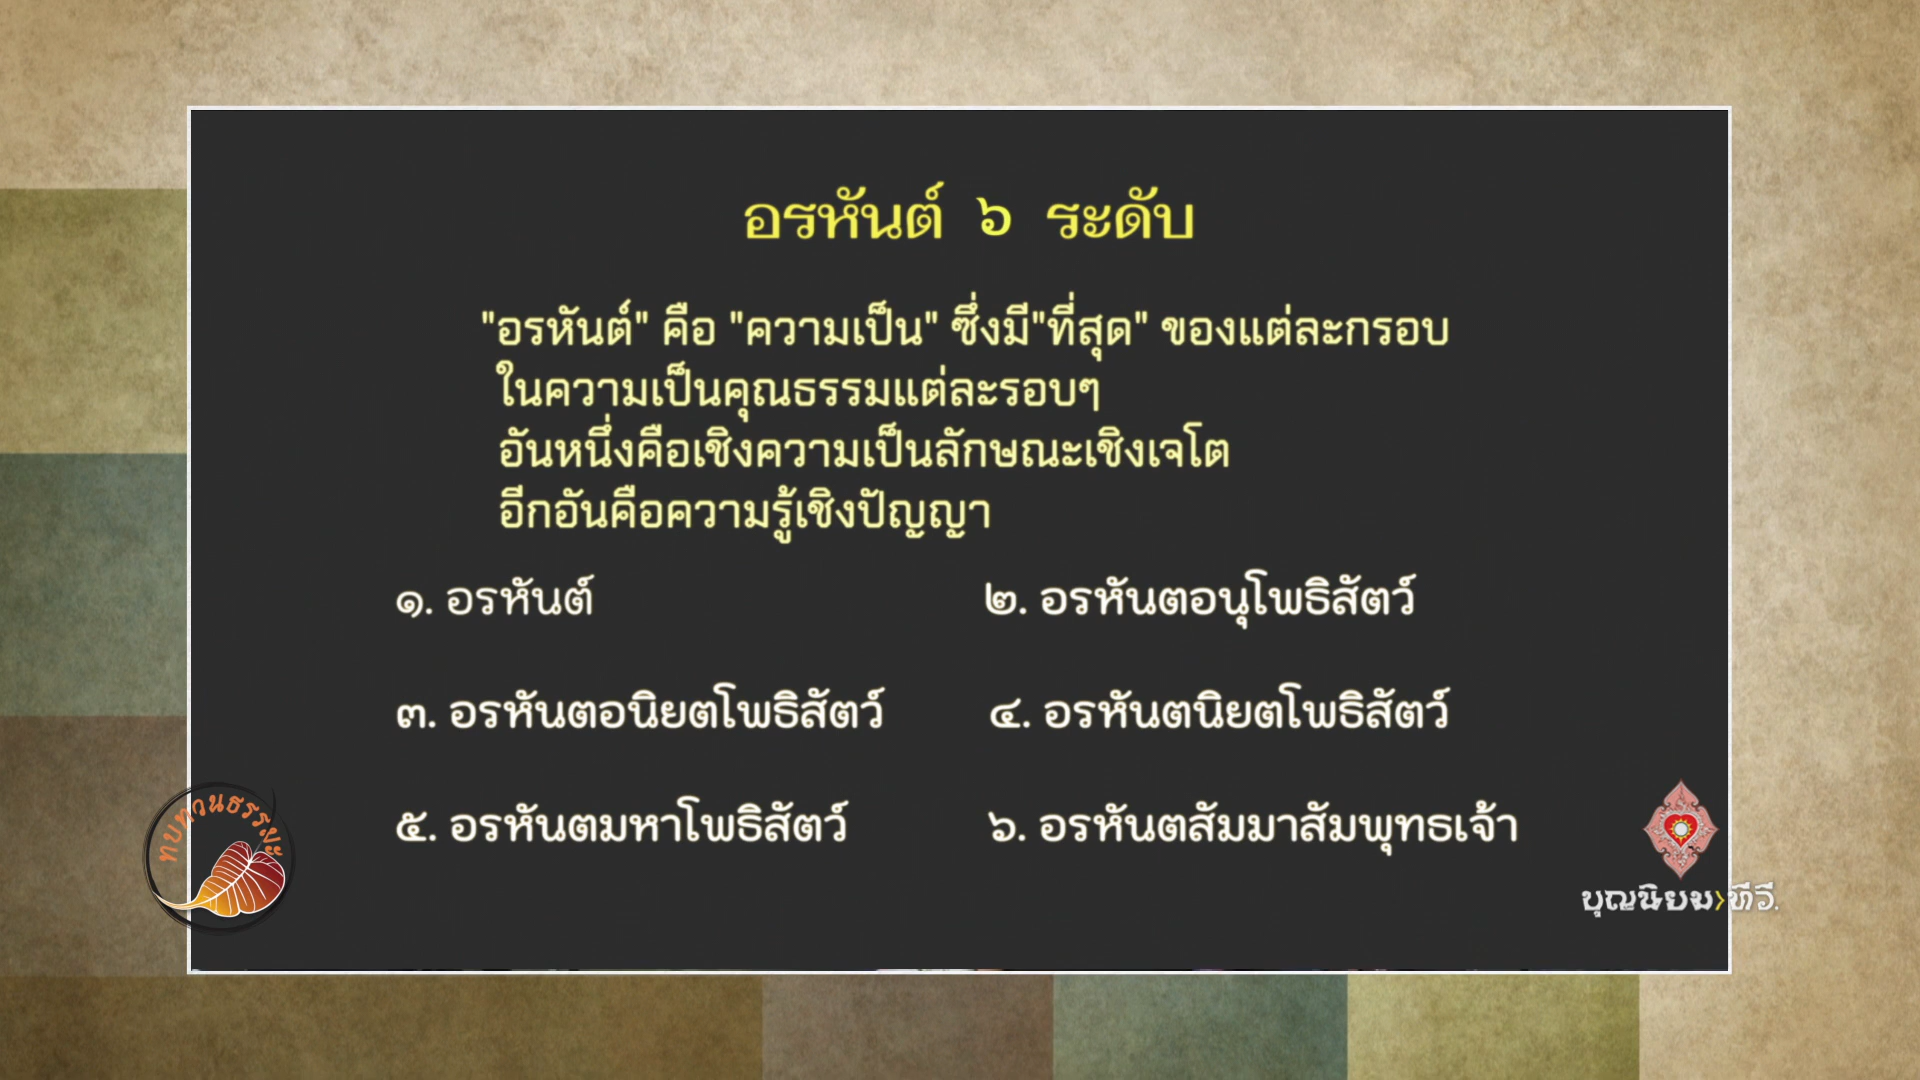 อรหันต์ ๖ ระดับ
"อรหันต์" คือ "ความเป็น" ซึ่งมี"ที่สุด" ของแต่ละกรอบ
ในความเป็นคุณธรรมแต่ละรอบๆ
อันหนึ่งคือเชิงความเป็นลักษณะเชิงเจโต
อีกอันคือความรู้เชิงปัญญา
๑. อรหันต์ ๒. อรหันตอนุโพธิสัตว์
๓. อรหันตอนิยตโพธิสัตว์ ๔. อรหันตนิยตโพธิสัตว์
๕. อรหันตมหาโพธิสัตว์ ๖. อรหันตสัมมาสัมพุทธเจ้า
ทบทวนธรรมะ
บุญนิยม ทีวี.